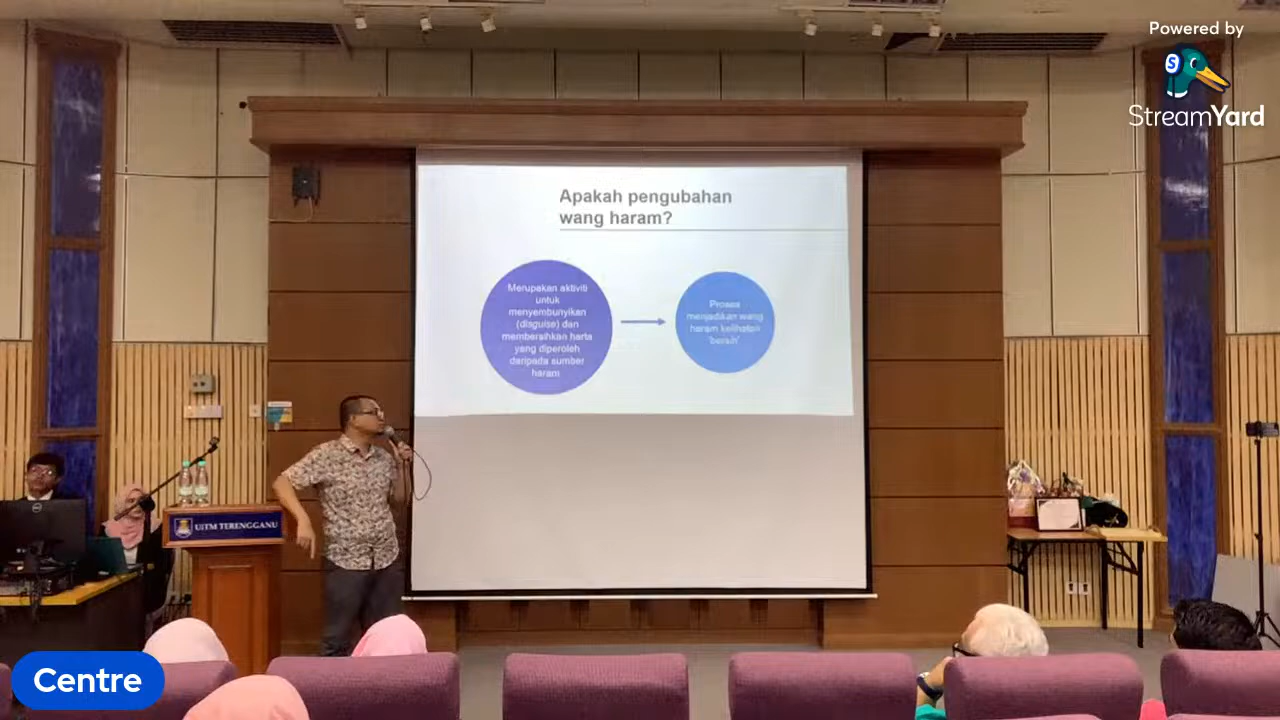 Powered by
S
StreamYard
Apakah pengubahan
wang haram?
Merupakan aktiviti
untuk
menyembunyikan
(disguise) dan
membersihkan harta
yang diperoleh
daripada sumber
haram
Proses
menjadikan wang
haram kelihatan
'bersih'
DELL
UiTM TERENGGANU
Centre